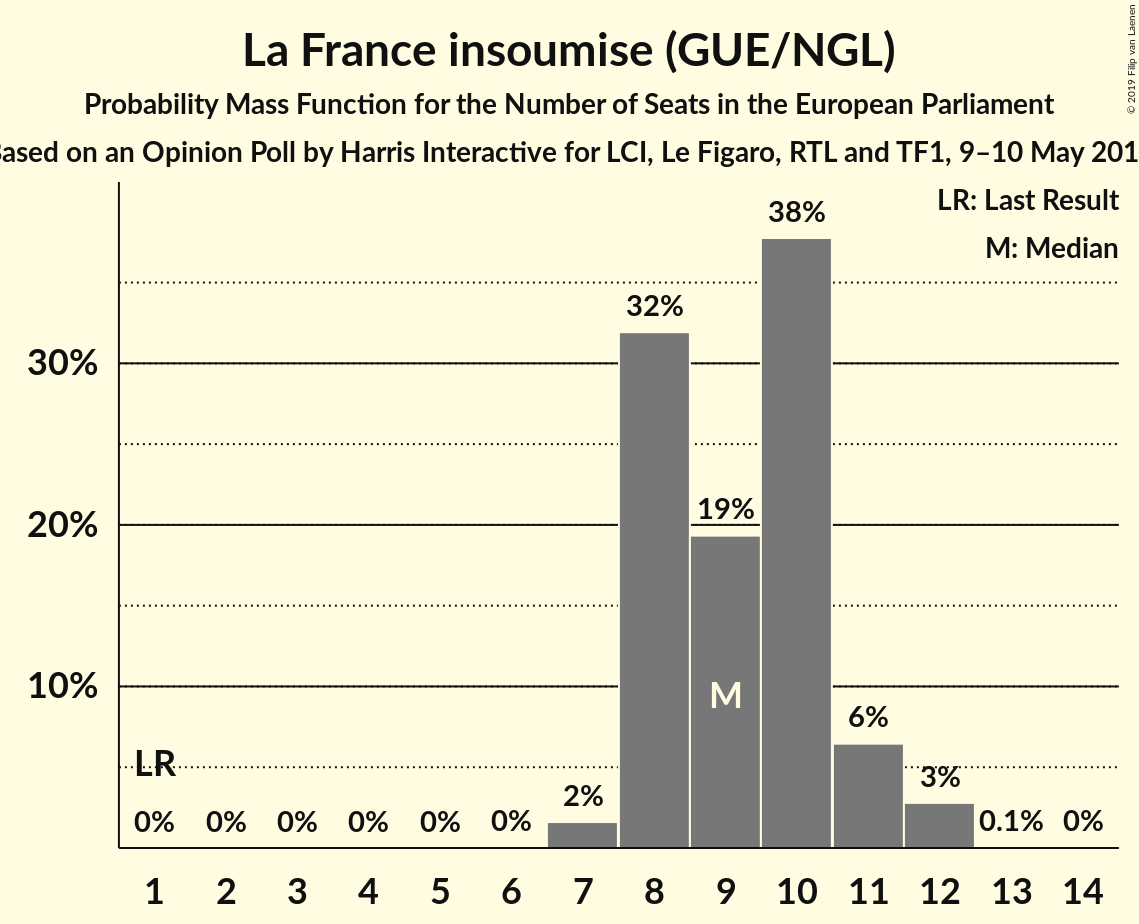 La France insoumise (GUE/NGL)
Probability Mass Function for the Number of Seats in the European Parliament
Based on an Opinion Poll by Harris Interactive for LCI, Le Figaro, RTL and TF1, 9–10 May 201
© 2019 Filip van Laenen
LR: Last Result
M: Median
38%
32%
30%
19%
20%
M
10%
6%
LR
3%
2%
0% 0% 0% 0% 0% 0% 0.1% 0%
1 2 3 4 5 6 7 8 9 10 11 12 13 14